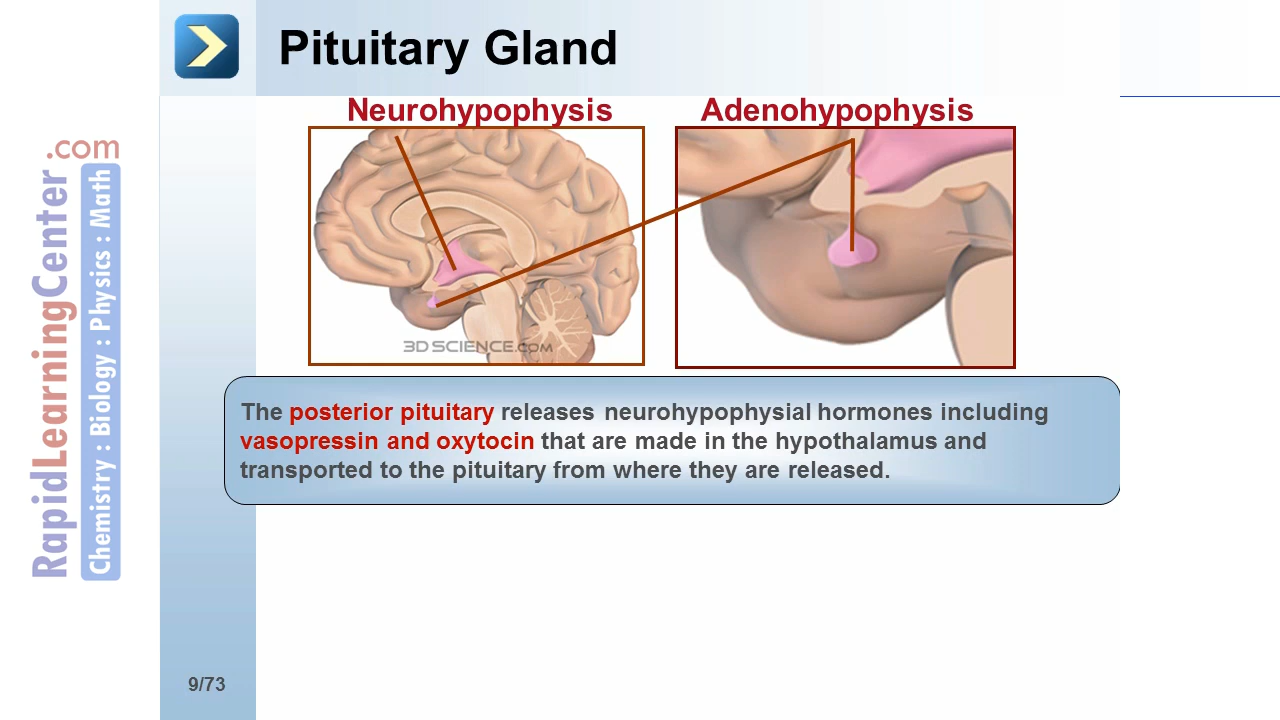 Pituitary Gland
Neurohypophysis
Adenohypophysis
3DSCIENCE.COM
The posterior pituitary releases neurohypophysial hormones including
vasopressin and oxytocin that are made in the hypothalamus and
transported to the pituitary from where they are released.
RapidLearningCenter.com
Chemistry : Biology : Physics : Math
9/73